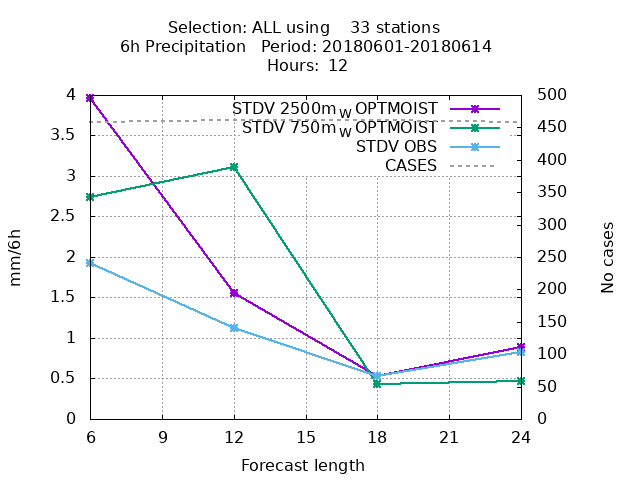 Selection: ALL using    33 stations
6h Precipitation   Period: 20180601-20180614
Hours: 12
STDV 2500m_W OPTMOIST
STDV 750m_W OPTMOIST
STDV OBS
CASES
4
3.5
3
2.5
2
1.5
1
0.5
0
500
450
400
350
300
250
200
150
100
50
0
mm/6h
No cases
6 9 12 15 18 21 24
Forecast length